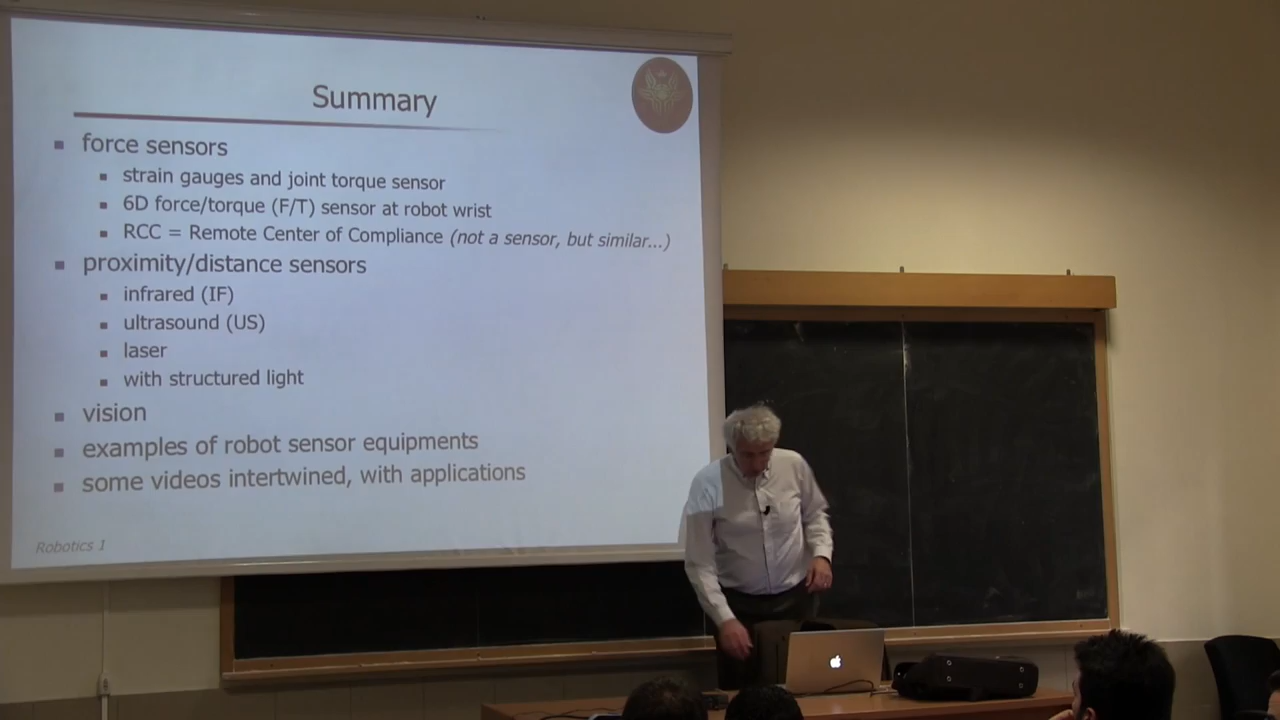 Summary
force sensors
strain gauges and joint torque sensor
6D force/torque (F/T) sensor at robot wrist
RCC = Remote Center of Compliance (not a sensor, but similar...)
proximity/distance sensors
infrared (IF)
ultrasound (US)
laser
with structured light
vision
examples of robot sensor equipments
some videos intertwined, with applications
Robotics 1